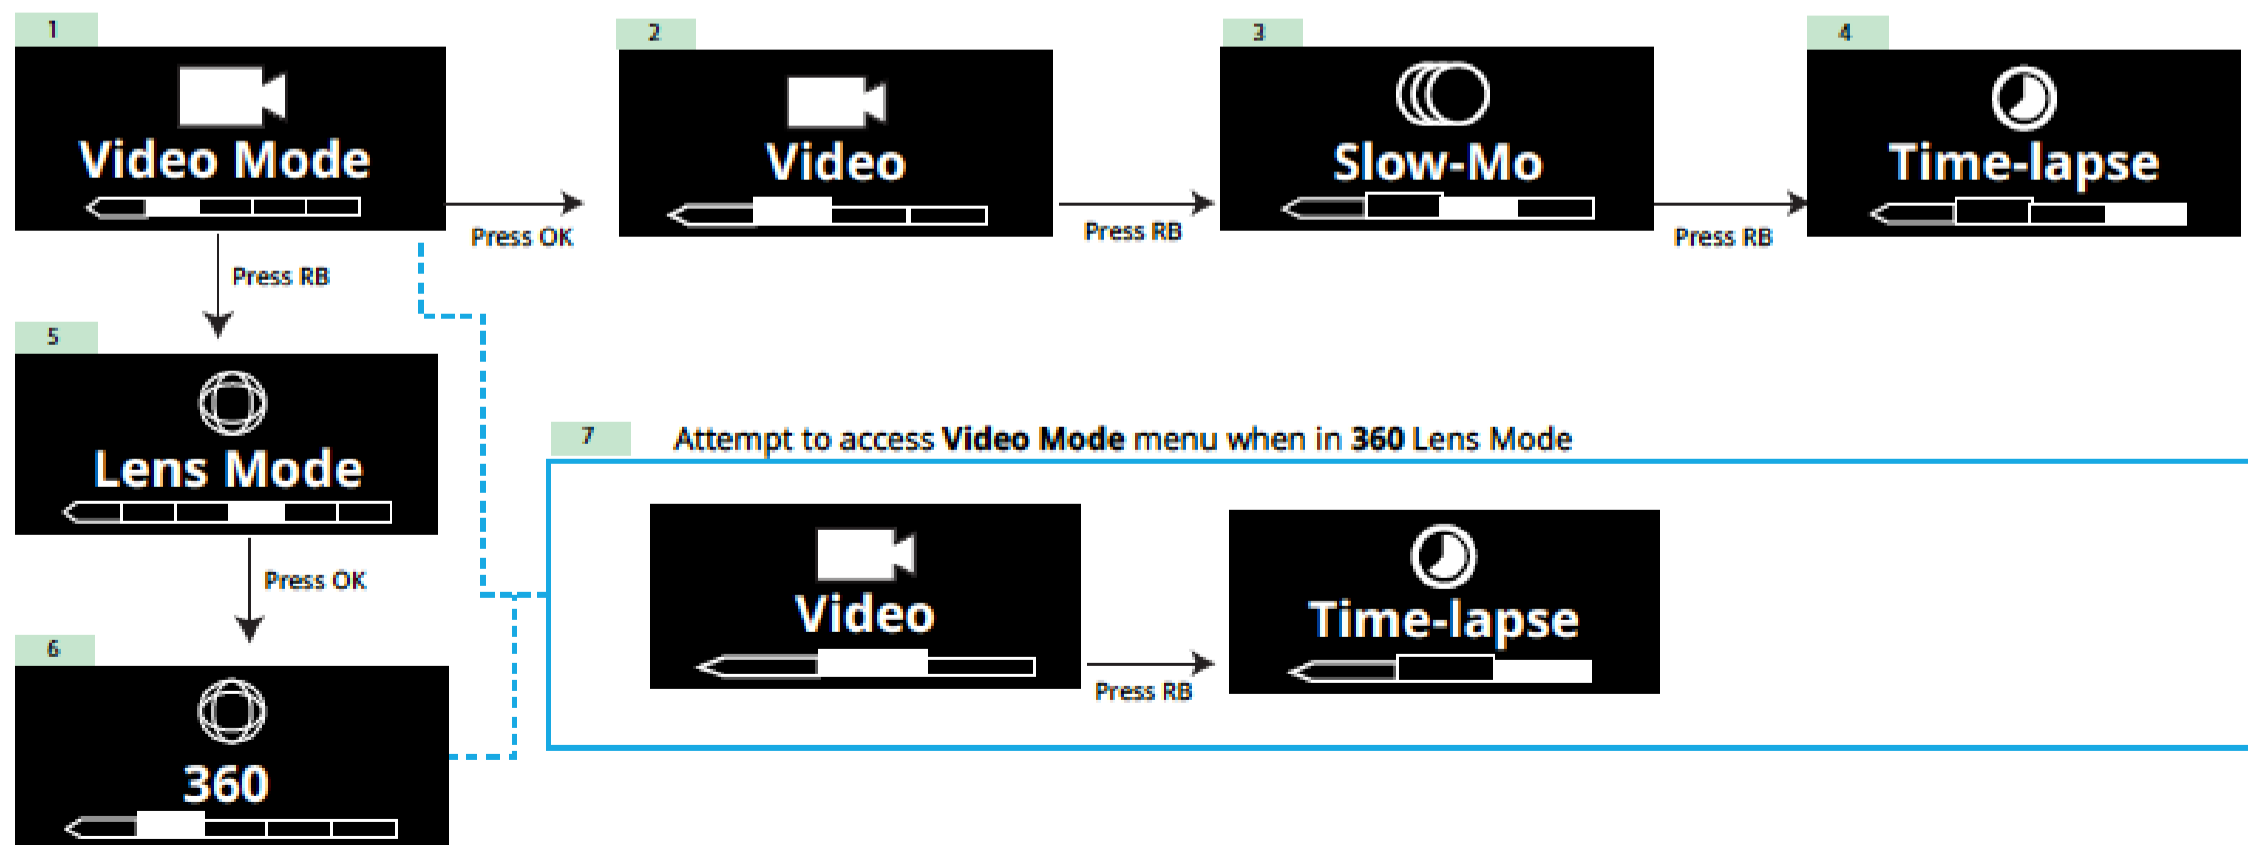 1
Video Mode
Press OK
2
Video
Press RB
3
Slow-Mo
Press RB
4
Time-lapse
Press RB
5
Lens Mode
Press OK
6
360
7
Attempt to access Video Mode menu when in 360 Lens Mode
Video
Press RB
Time-lapse